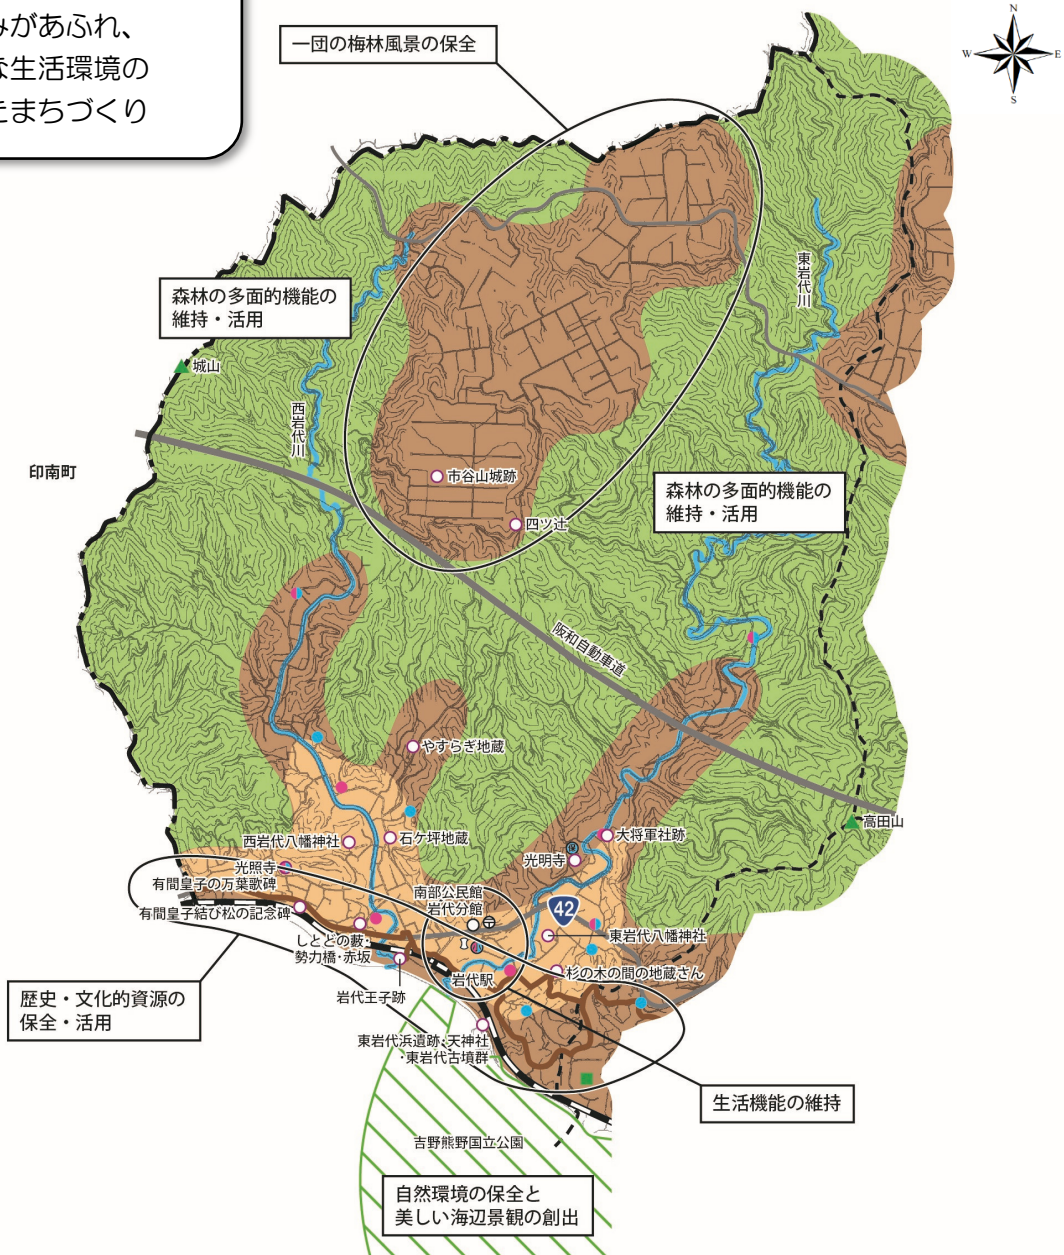 みがあふれ、
な生活環境の
たまちづくり
一団の梅林風景の保全
N
W
E
S
東岩代川
森林の多面的機能の
維持・活用
城山
西岩代川
印南町
市谷山城跡
四ツ辻
森林の多面的機能の
維持・活用
阪和自動車道
やすらぎ地蔵
高田山
西岩代八幡神社
石ケ坪地蔵
大将軍社跡
光明寺
光照寺
有間皇子の万葉歌碑
有間皇子結び松の記念碑
南部公民館
岩代分館
42
しとどの藪・
勢力橋・赤坂
東岩代八幡神社
岩代駅
杉の木の間の地蔵さん
岩代王子跡
歴史・文化的資源の
保全・活用
東岩代浜遺跡・天神社
・東岩代古墳群
生活機能の維持
吉野熊野国立公園
自然環境の保全と
美しい海辺景観の創出